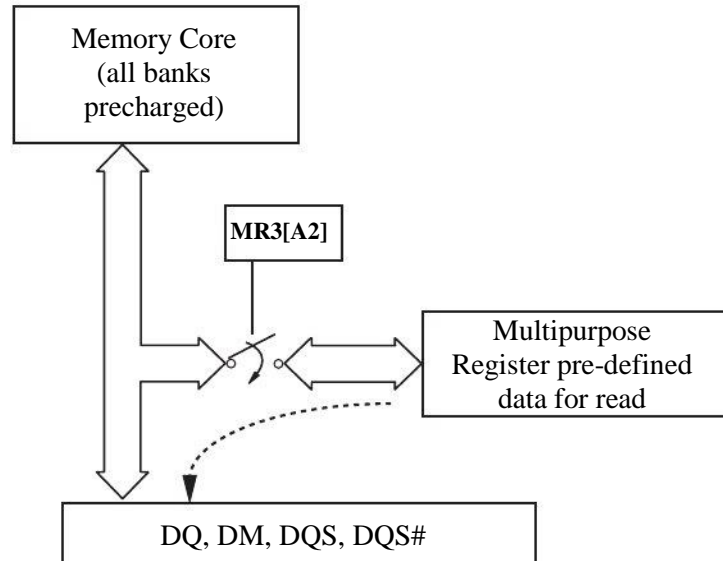 Memory Core
(all banks
precharged)
MR3[A2]
Multipurpose
Register pre-defined
data for read
DQ, DM, DQS, DQS#